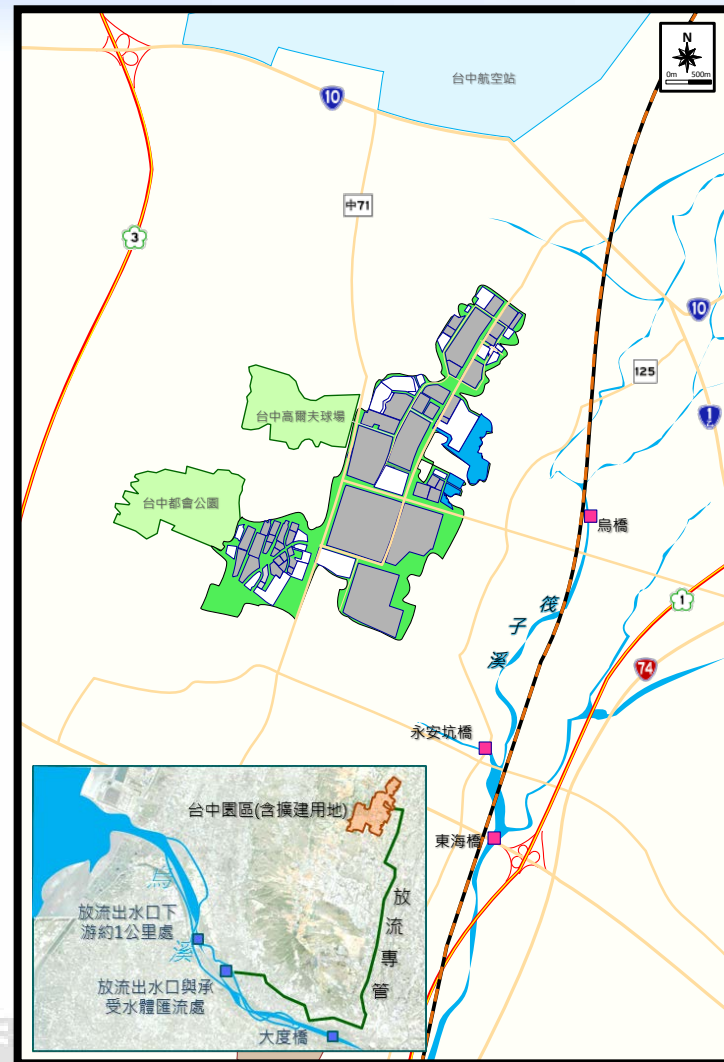 N
0m 500m
台中航空站
10
中71
3
10
125
1
台中高爾夫球場
台中都會公園
烏橋
筏子溪
1
74
永安坑橋
東海橋
台中園區(含擴建用地)
烏溪
放流專管
放流出水口下
游約1公里處
放流出水口與承
受水體匯流處
大度橋